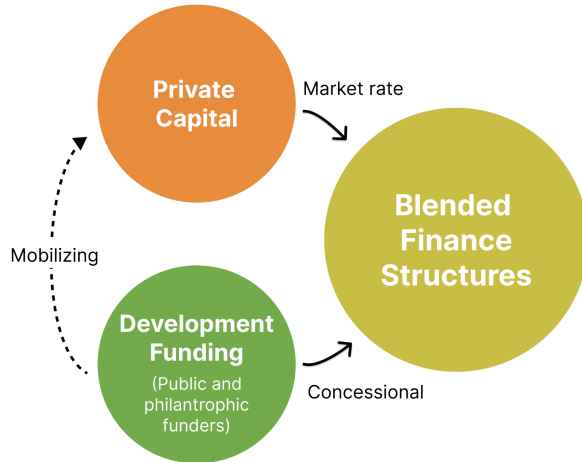 Private
Capital
Market rate
Blended
Finance
Structures
Mobilizing
Development
Funding
(Public and
philantrophic
funders)
Concessional